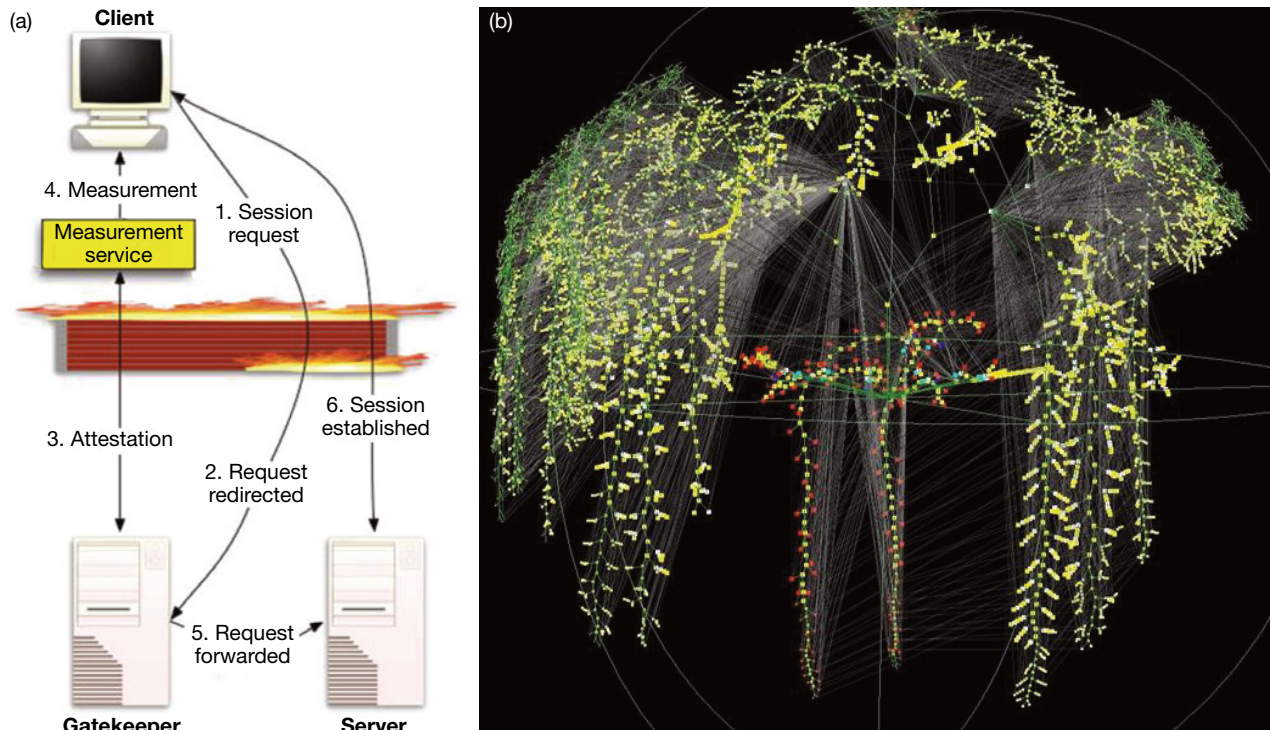 (a)
Client
4. Measurement
Measurement
service
1. Session
request
3. Attestation
2. Request
redirected
6. Session
established
5. Request
forwarded
Gatekeeper
Server
(b)